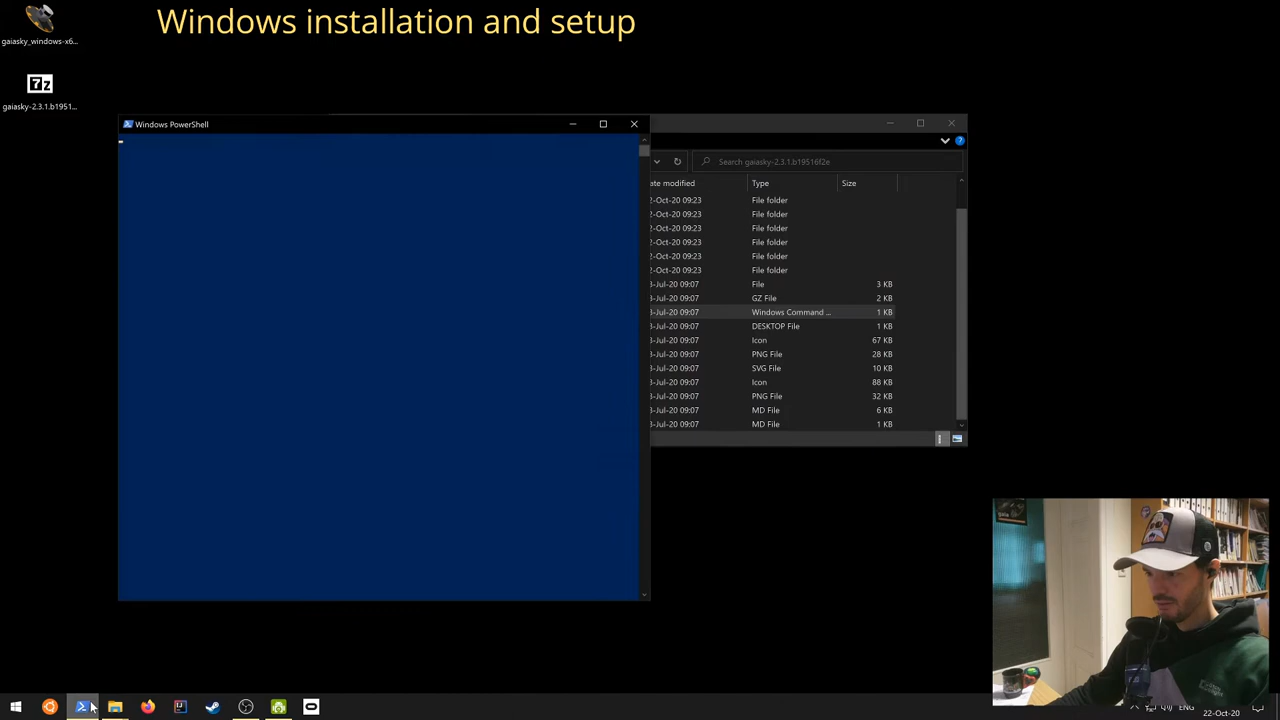 Windows installation and setup
gaiasky_windows-x6...
7z
gaiasky-2.3.1.b1951...
Windows PowerShell
Search gaiasky-2.3.1.b19516f2e
ate modified Type Size
2-Oct-20 09:23 File folder
2-Oct-20 09:23 File folder
2-Oct-20 09:23 File folder
2-Oct-20 09:23 File folder
2-Oct-20 09:23 File folder
2-Oct-20 09:23 File folder
3-Jul-20 09:07 File 3 KB
3-Jul-20 09:07 GZ File 2 KB
3-Jul-20 09:07 Windows Command ... 1 KB
3-Jul-20 09:07 DESKTOP File 1 KB
3-Jul-20 09:07 Icon 67 KB
3-Jul-20 09:07 PNG File 28 KB
3-Jul-20 09:07 SVG File 10 KB
3-Jul-20 09:07 Icon 88 KB
3-Jul-20 09:07 PNG File 32 KB
3-Jul-20 09:07 MD File 6 KB
3-Jul-20 09:07 MD File 1 KB
gaia
ENG
22-Oct-20